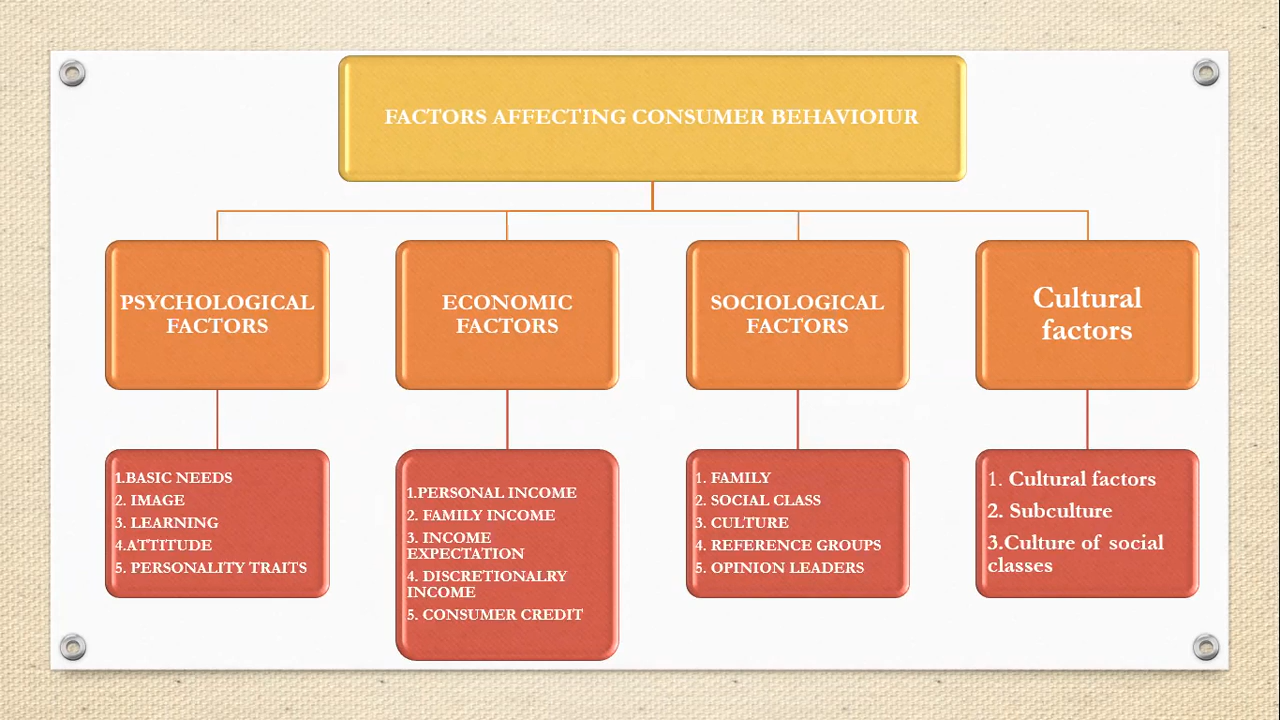 FACTORS AFFECTING CONSUMER BEHAVIOIUR
PSYCHOLOGICAL
FACTORS
ECONOMIC
FACTORS
SOCIOLOGICAL
FACTORS
Cultural
factors
1.BASIC NEEDS
2. IMAGE
3. LEARNING
4.ATTITUDE
5. PERSONALITY TRAITS
1.PERSONAL INCOME
2. FAMILY INCOME
3. INCOME
EXPECTATION
4. DISCRETIONALRY
INCOME
5. CONSUMER CREDIT
1. FAMILY
2. SOCIAL CLASS
3. CULTURE
4. REFERENCE GROUPS
5. OPINION LEADERS
1. Cultural factors
2. Subculture
3.Culture of social
classes